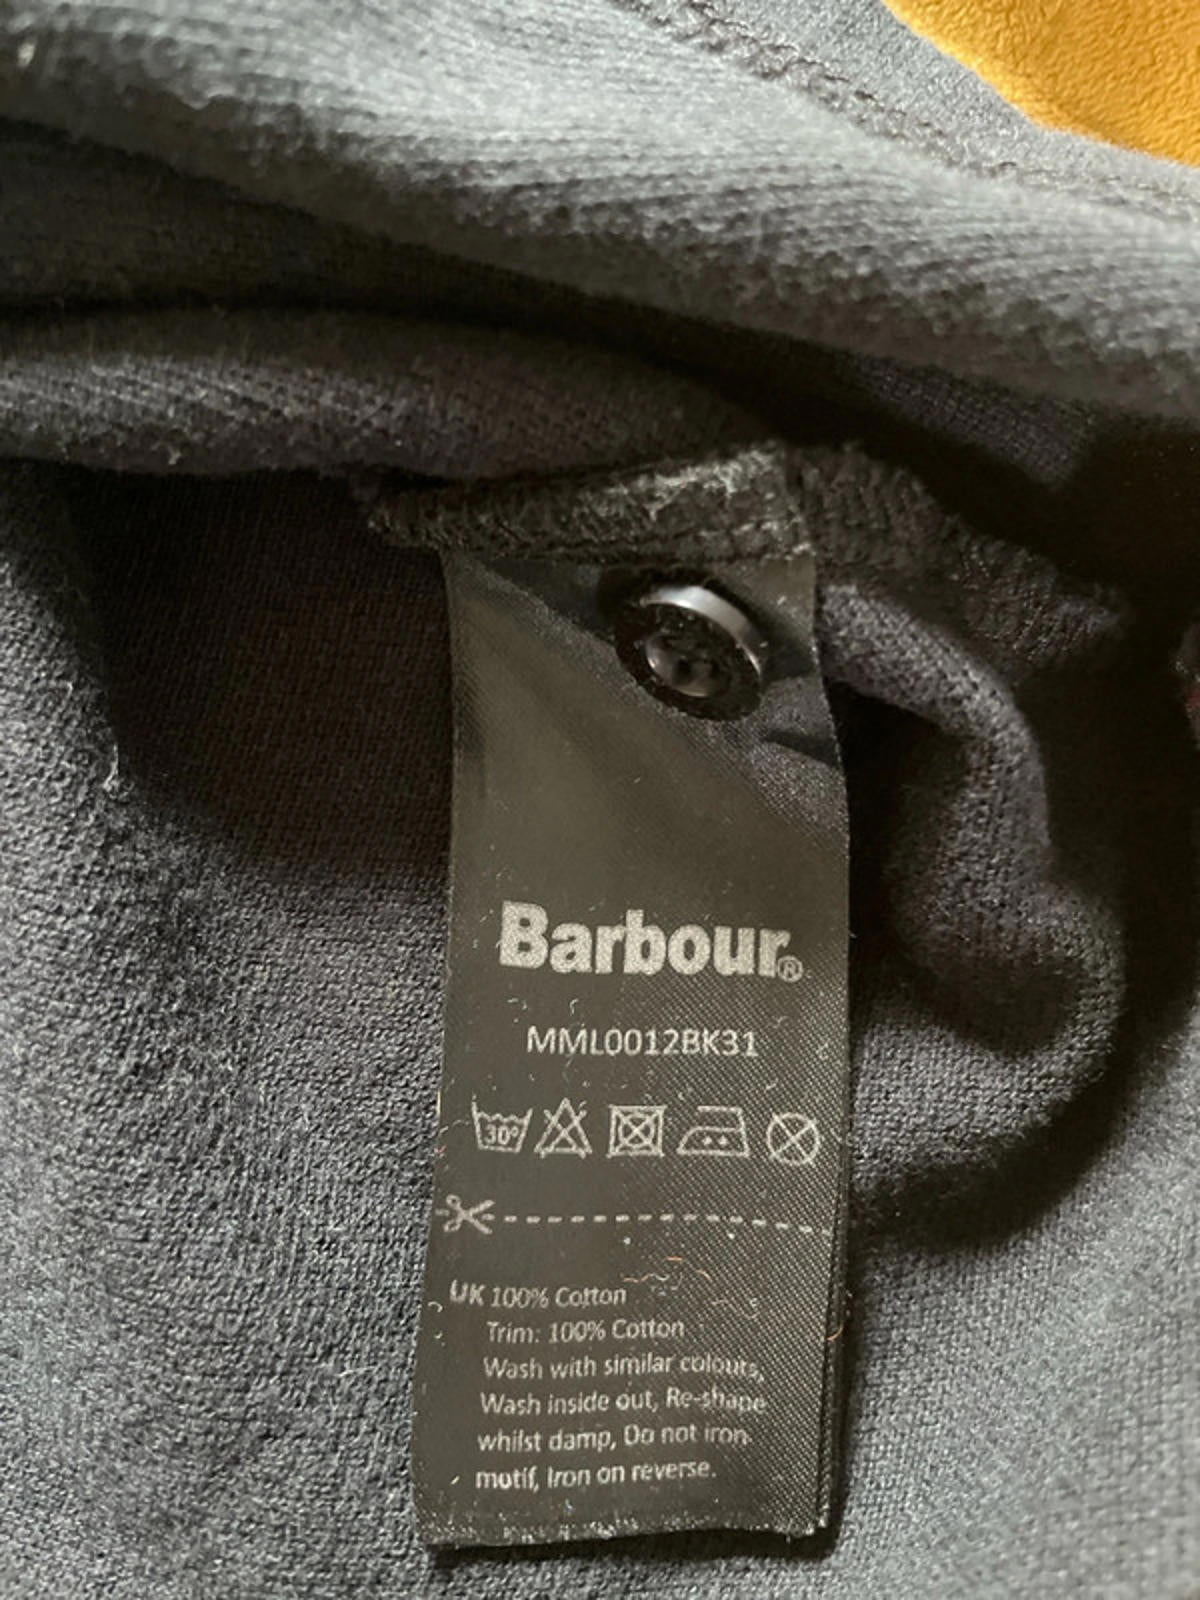 Barbour®
MML0012BK31
30°
UK 100% Cotton
Trim: 100% Cotton
Wash with similar colours,
Wash inside out, Re-shape
whilst damp, Do not iron
motif, Iron on reverse.